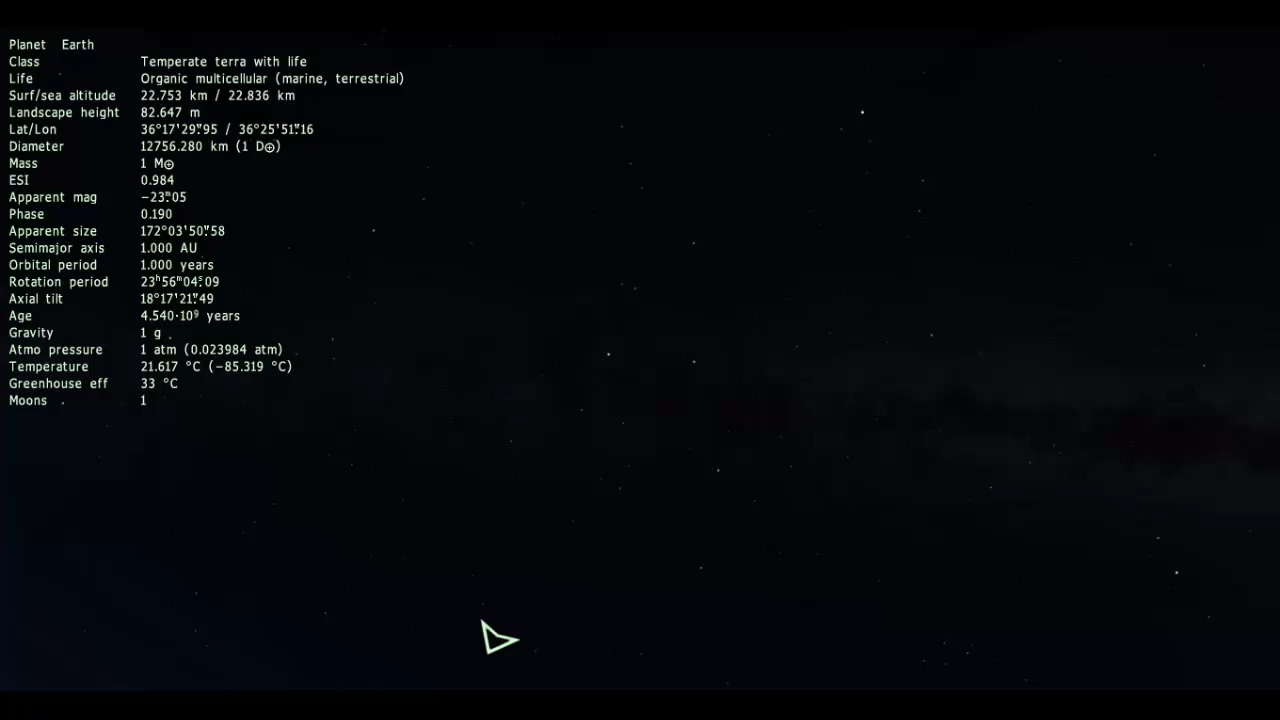 Planet Earth
Class Temperate terra with life
Life Organic multicellular (marine, terrestrial)
Surf/sea altitude 22.753 km / 22.836 km
Landscape height 82.647 m
Lat/Lon 36°17'29"95 / 36°25'51"16
Diameter 12756.280 km (1 D⊕)
Mass 1 M⊕
ESI 0.984
Apparent mag −23ᵐ05
Phase 0.190
Apparent size 172°03'50"58
Semimajor axis 1.000 AU
Orbital period 1.000 years
Rotation period 23ʰ56ᵐ04ˢ09
Axial tilt 18°17'21"49
Age 4.540·10⁹ years
Gravity 1 g
Atmo pressure 1 atm (0.023984 atm)
Temperature 21.617 °C (−85.319 °C)
Greenhouse eff 33 °C
Moons 1